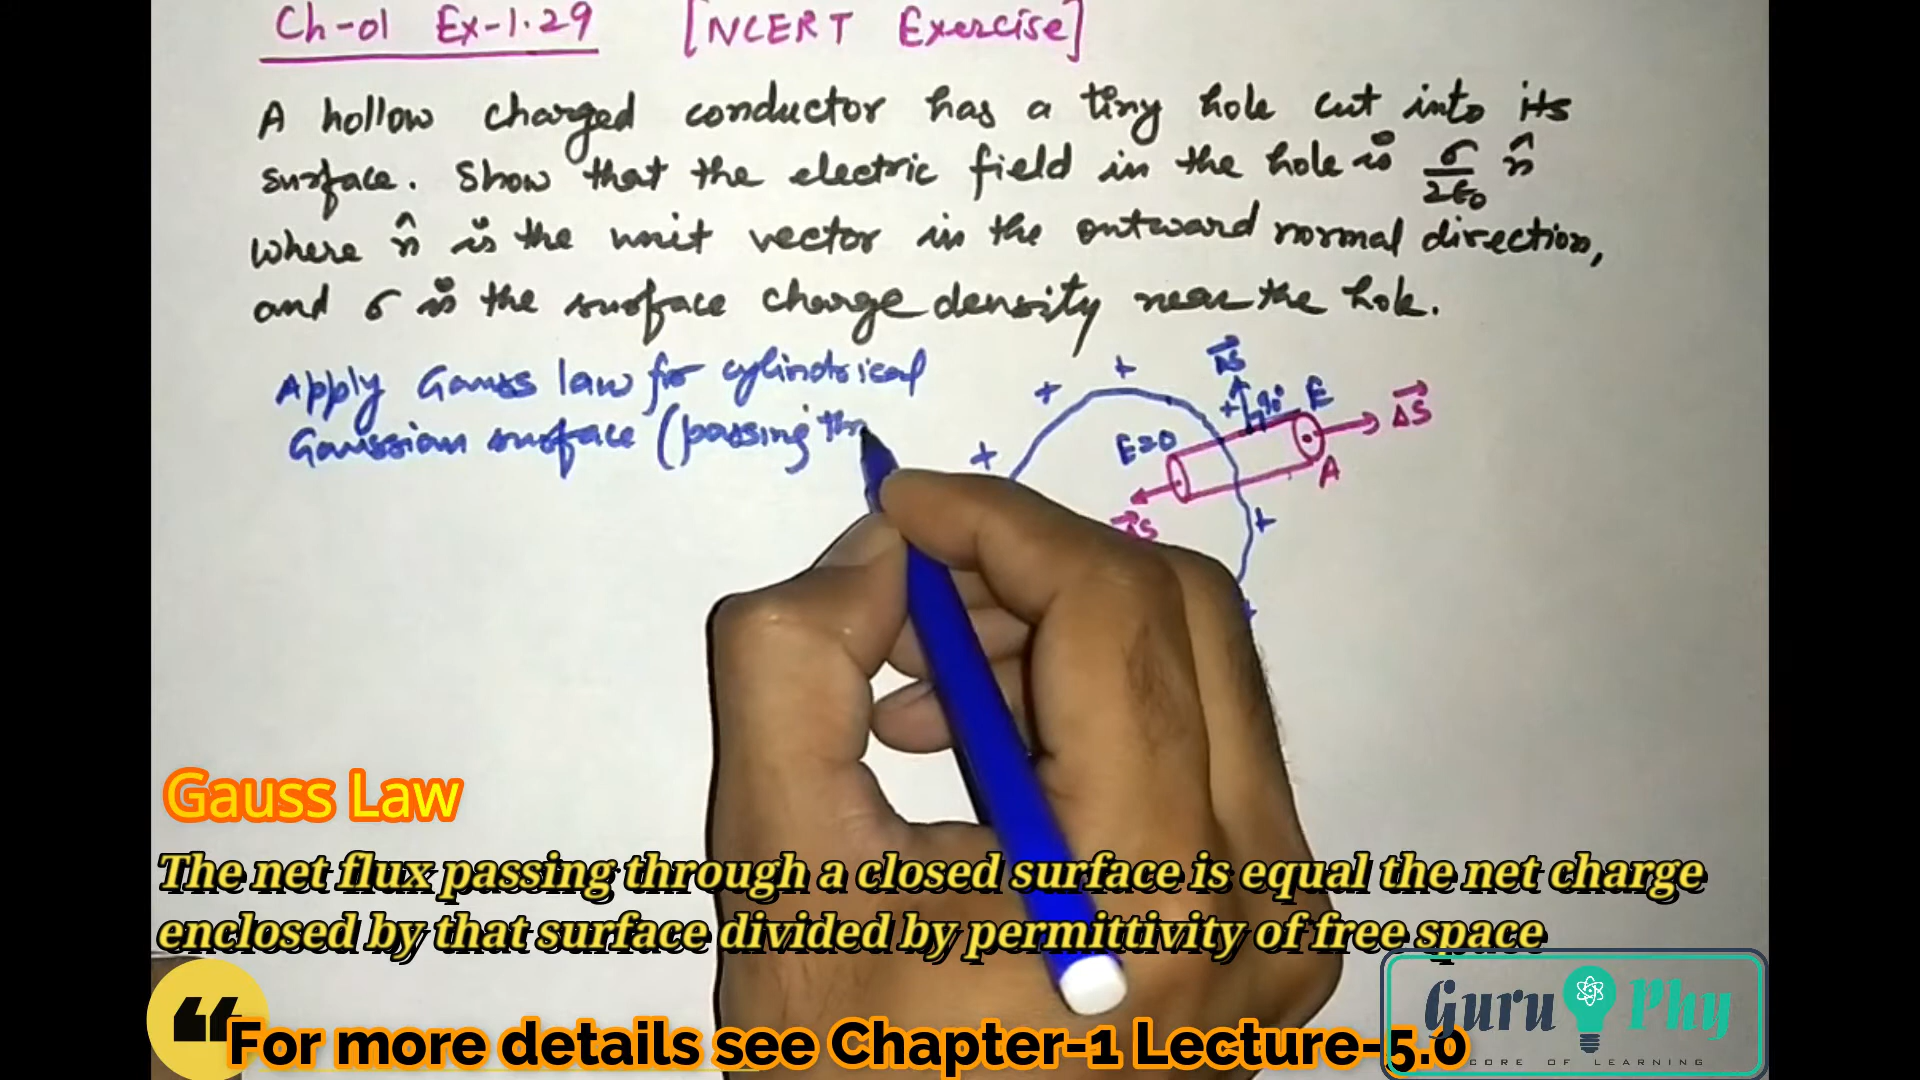 Ch-01 Ex-1.29 [NCERT Exercise]
A hollow charged conductor has a tiny hole cut into its
surface. Show that the electric field in the hole is σ/2ε₀ n̂
where n̂ is the unit vector in the outward normal direction,
and σ is the surface charge density near the hole.
Apply Gauss law for cylindrical
Gaussian surface (passing thr
+ + + + +
E=0
ΔS
90°
E
ΔS
A
ΔS
Gauss Law
The net flux passing through a closed surface is equal the net charge
enclosed by that surface divided by permittivity of free space
“
For more details see Chapter-1 Lecture-5.0
Guru Phy
CORE OF LEARNING